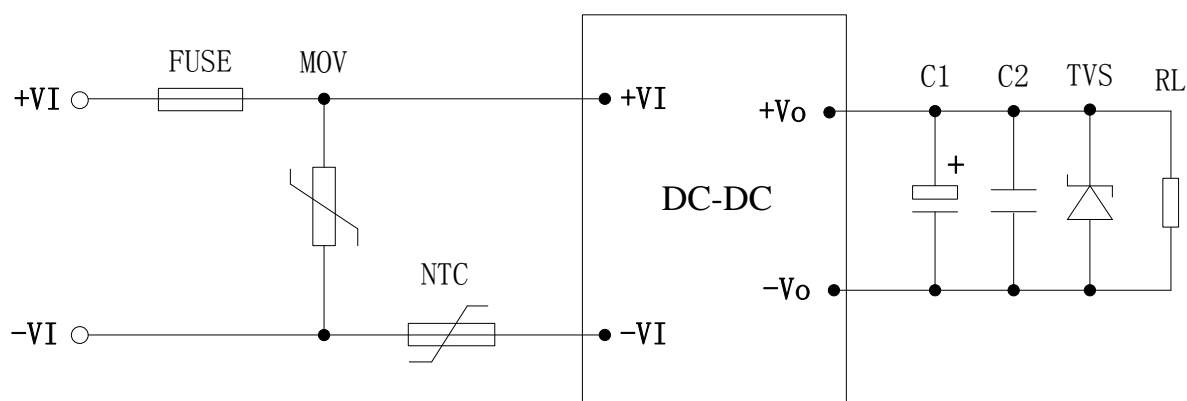 FUSE
MOV
C1
C2
TVS
RL
+VI
+VI
+Vo
+
DC-DC
NTC
-Vo
-VI
-VI